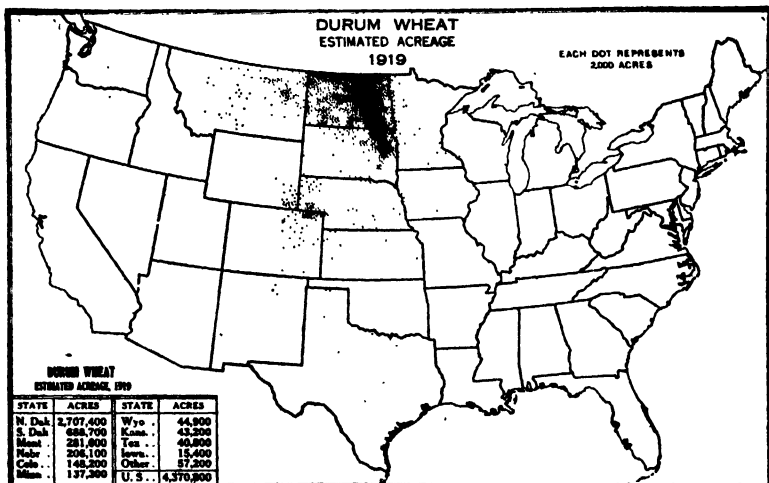 DURUM WHEAT
ESTIMATED ACREAGE
1919
EACH DOT REPRESENTS
2,000 ACRES
DURUM WHEAT
ESTIMATED ACREAGE, 1919
STATE ACRES STATE ACRES
N. Dak. 2,707,400 Wyo.. 44,900
S. Dak. 688,700 Kans.. 43,200
Mont.. 281,600 Tex.. 40,800
Nebr.. 206,100 Iowa.. 15,400
Colo.. 148,200 Other. 57,200
Minn.. 137,300 U.S.. 4,370,800